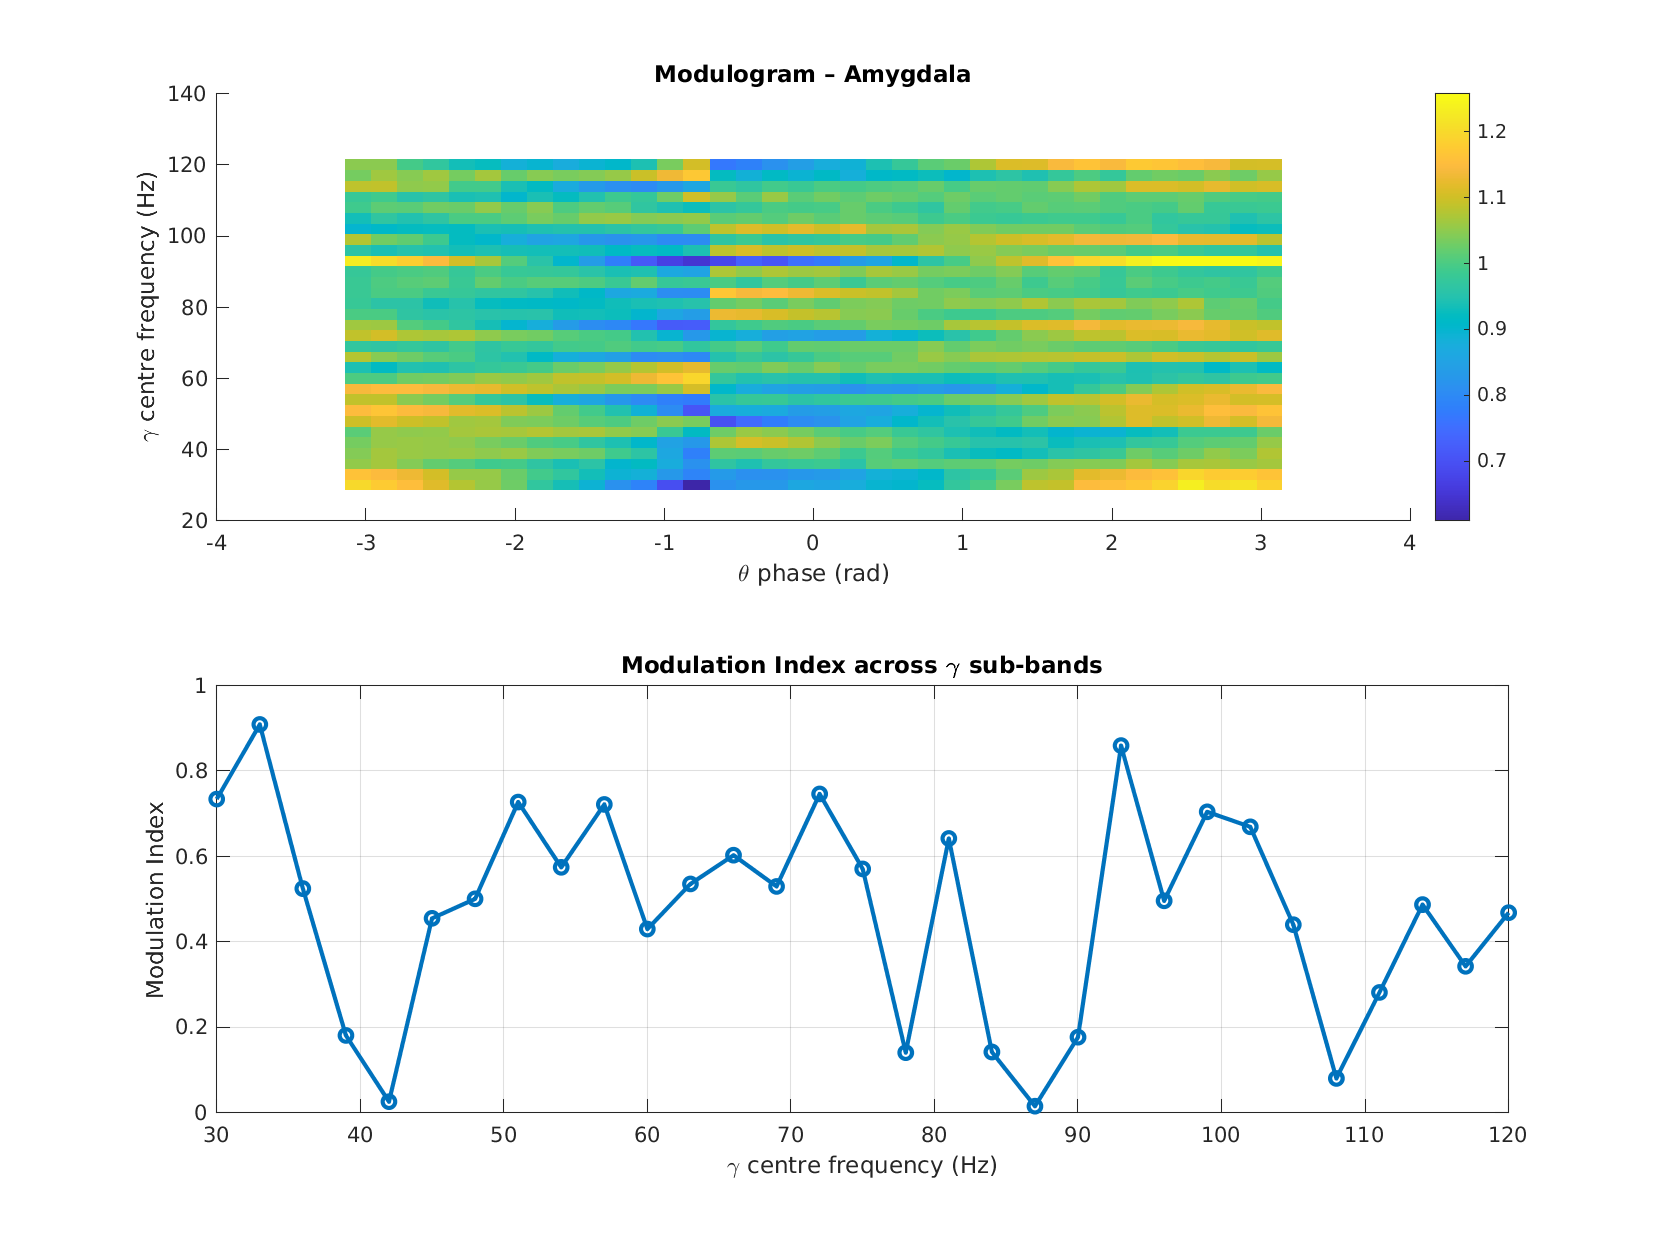 Modulogram – Amygdala
140
120
100
80
60
40
20
γ centre frequency (Hz)
-4 -3 -2 -1 0 1 2 3 4
θ phase (rad)
1.2
1.1
1
0.9
0.8
0.7
Modulation Index across γ sub-bands
1
0.8
0.6
0.4
0.2
0
Modulation Index
30 40 50 60 70 80 90 100 110 120
γ centre frequency (Hz)